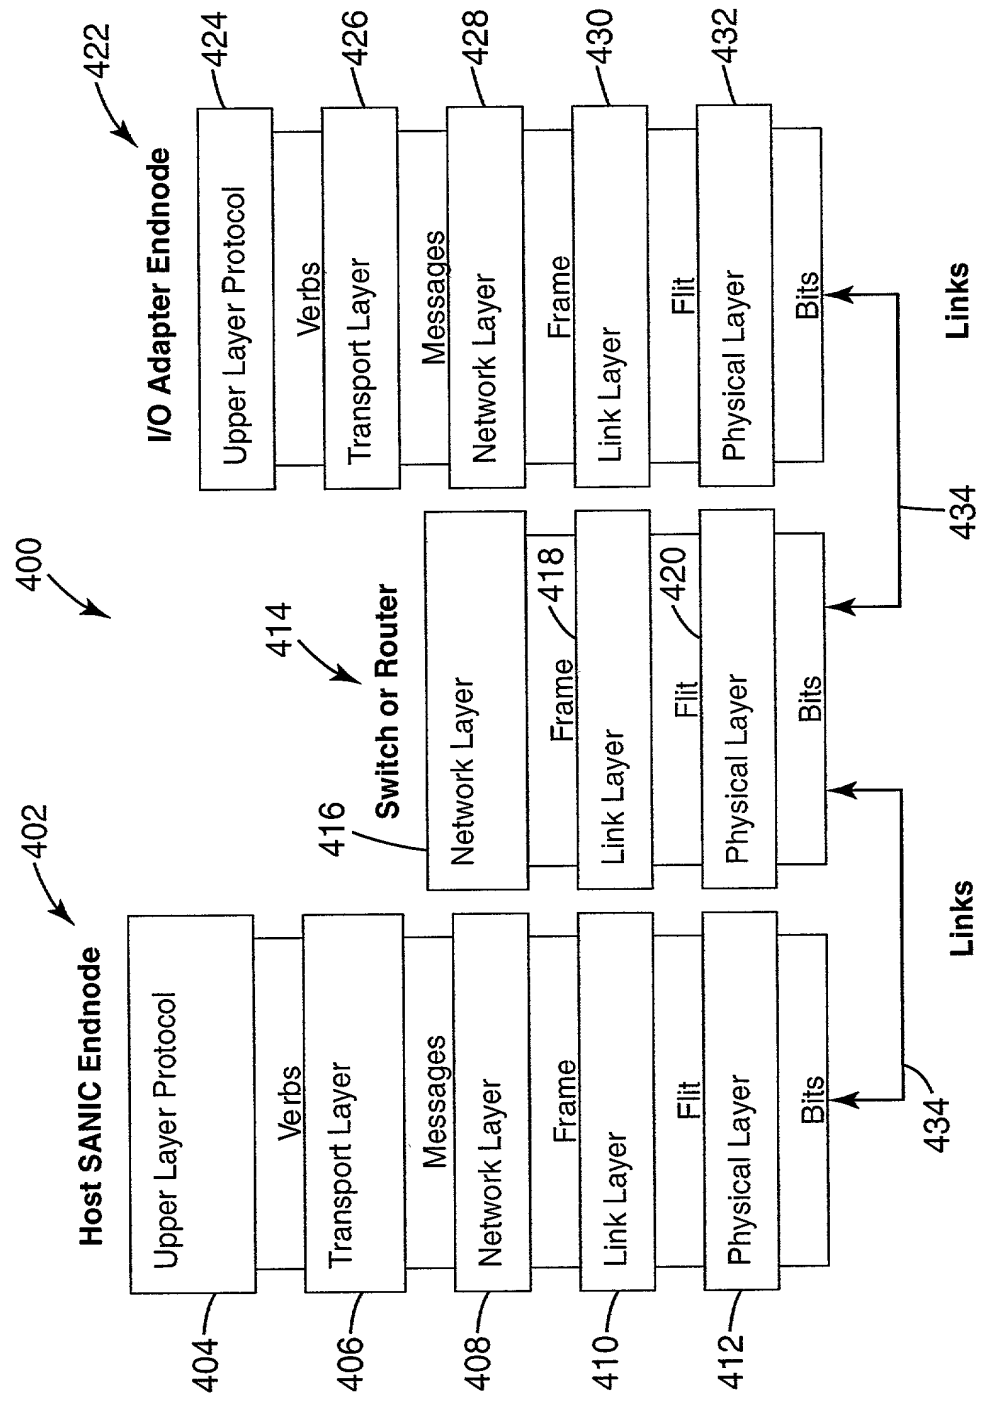 400
Host SANIC Endnode
402
Upper Layer Protocol
404
Verbs
Transport Layer
406
Messages
Network Layer
408
Frame
Link Layer
410
Flit
Physical Layer
412
Bits
Switch or Router
414
416
Network Layer
Frame
418
Link Layer
Flit
420
Physical Layer
Bits
I/O Adapter Endnode
422
Upper Layer Protocol
424
Verbs
Transport Layer
426
Messages
Network Layer
428
Frame
Link Layer
430
Flit
Physical Layer
432
Bits
434
Links
434
Links